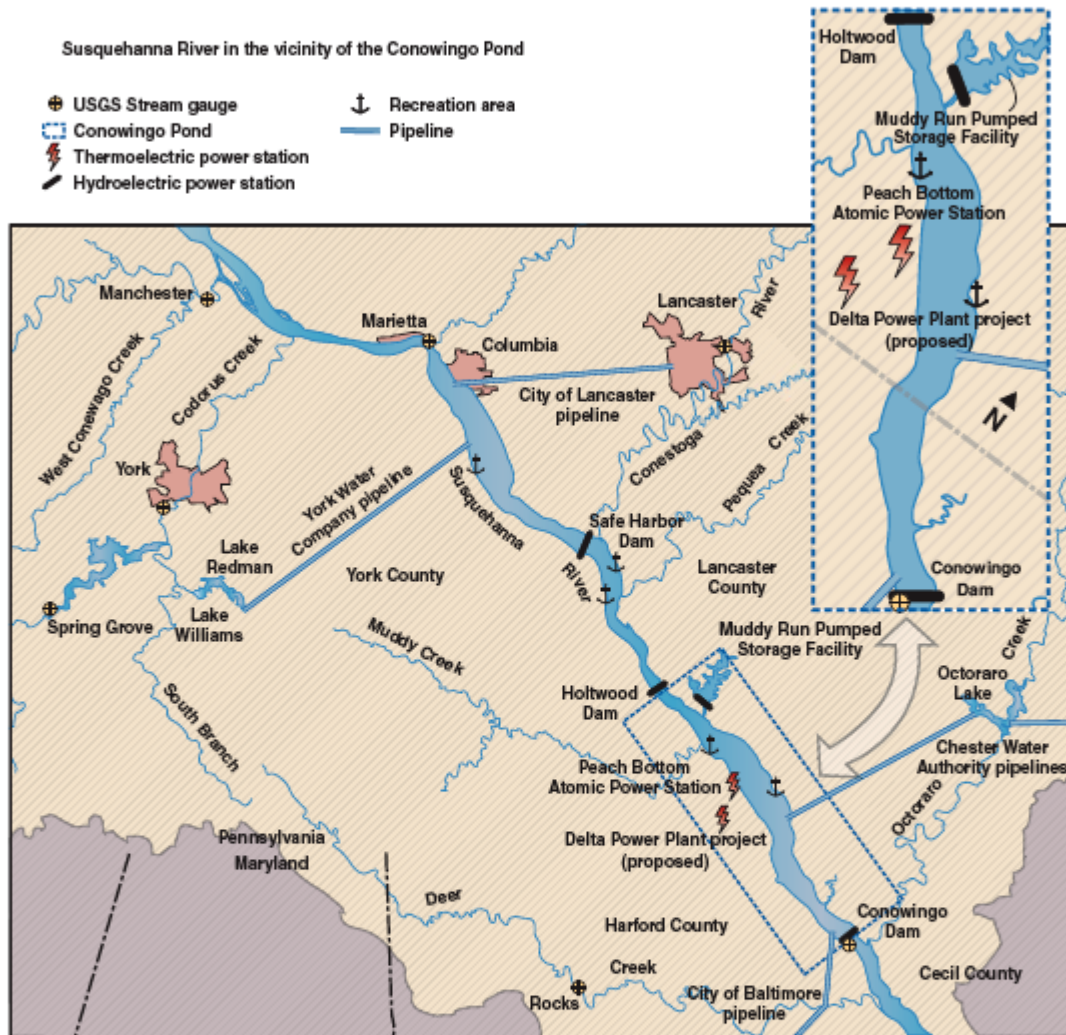 Susquehanna River in the vicinity of the Conowingo Pond
USGS Stream gauge
Conowingo Pond
Thermoelectric power station
Hydroelectric power station
Recreation area
Pipeline
Holtwood
Dam
Muddy Run Pumped
Storage Facility
Peach Bottom
Atomic Power Station
Delta Power Plant project
(proposed)
N
Conowingo
Dam
Manchester
Marietta
Columbia
Lancaster
River
City of Lancaster
pipeline
West Conewago Creek
Codorus Creek
York
York Water
Company pipeline
Susquehanna
River
Conestoga
Pequea
Creek
Safe Harbor
Dam
Lake
Redman
York County
Lancaster
County
Spring Grove
Lake
Williams
Muddy Creek
Muddy Run Pumped
Storage Facility
Octoraro
Lake
Creek
South Branch
Holtwood
Dam
Chester Water
Authority pipelines
Peach Bottom
Atomic Power Station
Octoraro
Delta Power Plant project
(proposed)
Pennsylvania
Maryland
Deer
Harford County
Conowingo
Dam
Creek
Rocks
City of Baltimore
pipeline
Cecil County